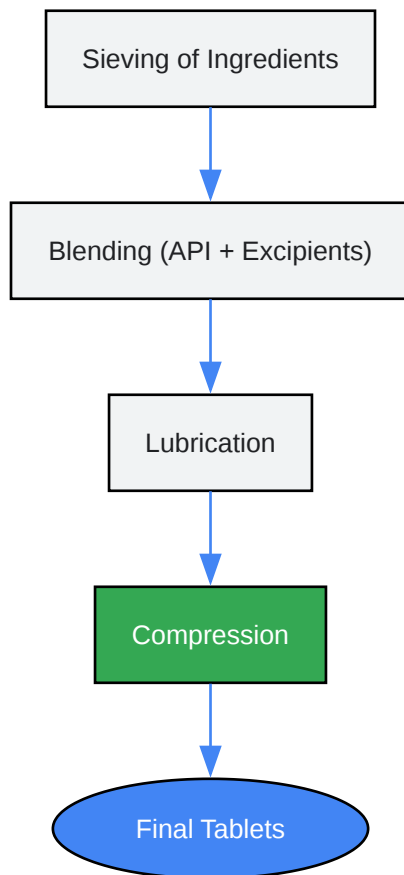 Sieving of Ingredients
Blending (API + Excipients)
Lubrication
Compression
Final Tablets